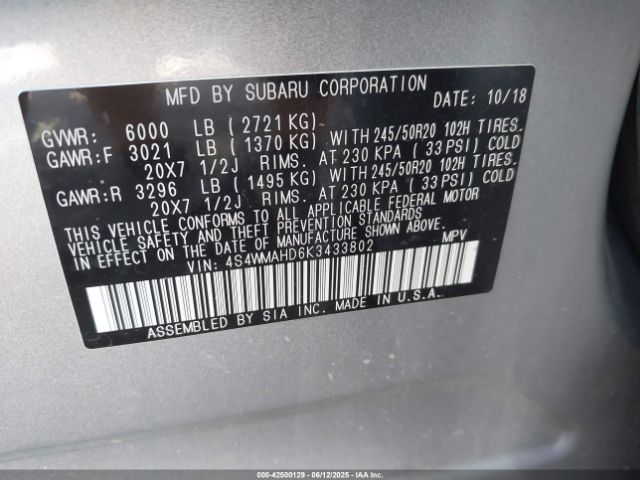 MFD BY SUBARU CORPORATION DATE: 10/18
GVWR: 6000 LB ( 2721 KG)
GAWR:F 3021 LB ( 1370 KG) WITH 245/50R20 102H TIRES.
20X7 1/2J RIMS. AT 230 KPA ( 33 PSI) COLD
GAWR:R 3296 LB ( 1495 KG) WITH 245/50R20 102H TIRES.
20X7 1/2J RIMS. AT 230 KPA ( 33 PSI) COLD
THIS VEHICLE CONFORMS TO ALL APPLICABLE FEDERAL MOTOR
VEHICLE SAFETY AND THEFT PREVENTION STANDARDS
IN EFFECT ON THE DATE OF MANUFACTURE SHOWN ABOVE.
VIN: 4S4WMAHD6K3433802 MPV
ASSEMBLED BY SIA INC. MADE IN U.S.A.
000-42500129 - 06/12/2025 - IAAI.COM